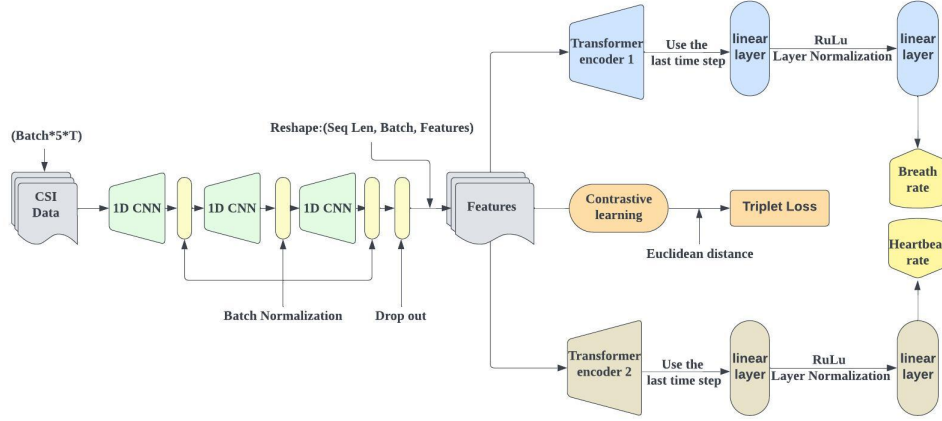 Transformer
encoder 1
Use the
last time step
linear
layer
RuLu
Layer Normalization
linear
layer
Reshape:(Seq Len, Batch, Features)
(Batch*5*T)
CSI
Data
1D CNN
1D CNN
1D CNN
Features
Contrastive
learning
Triplet Loss
Euclidean distance
Breath
rate
Heartbeat
rate
Batch Normalization
Drop out
Transformer
encoder 2
Use the
last time step
linear
layer
RuLu
Layer Normalization
linear
layer